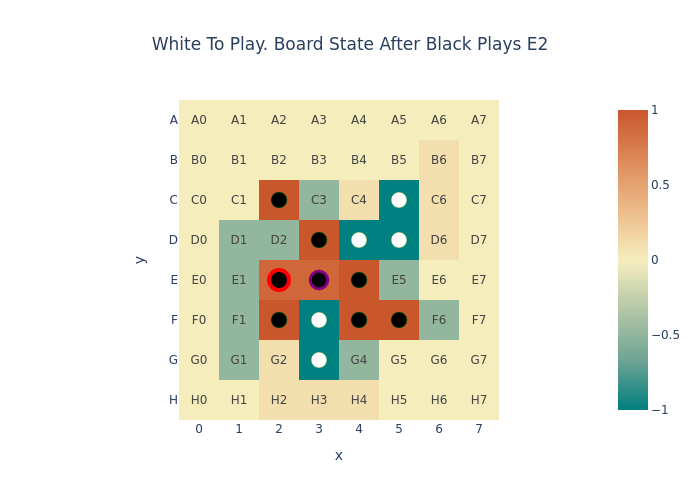 White To Play. Board State After Black Plays E2
A A0 A1 A2 A3 A4 A5 A6 A7
B B0 B1 B2 B3 B4 B5 B6 B7
C C0 C1 C3 C4 C6 C7
D D0 D1 D2 D6 D7
E E0 E1 E5 E6 E7
F F0 F1 F6 F7
G G0 G1 G2 G4 G5 G6 G7
H H0 H1 H2 H3 H4 H5 H6 H7
0 1 2 3 4 5 6 7
x
y
1
0.5
0
−0.5
−1